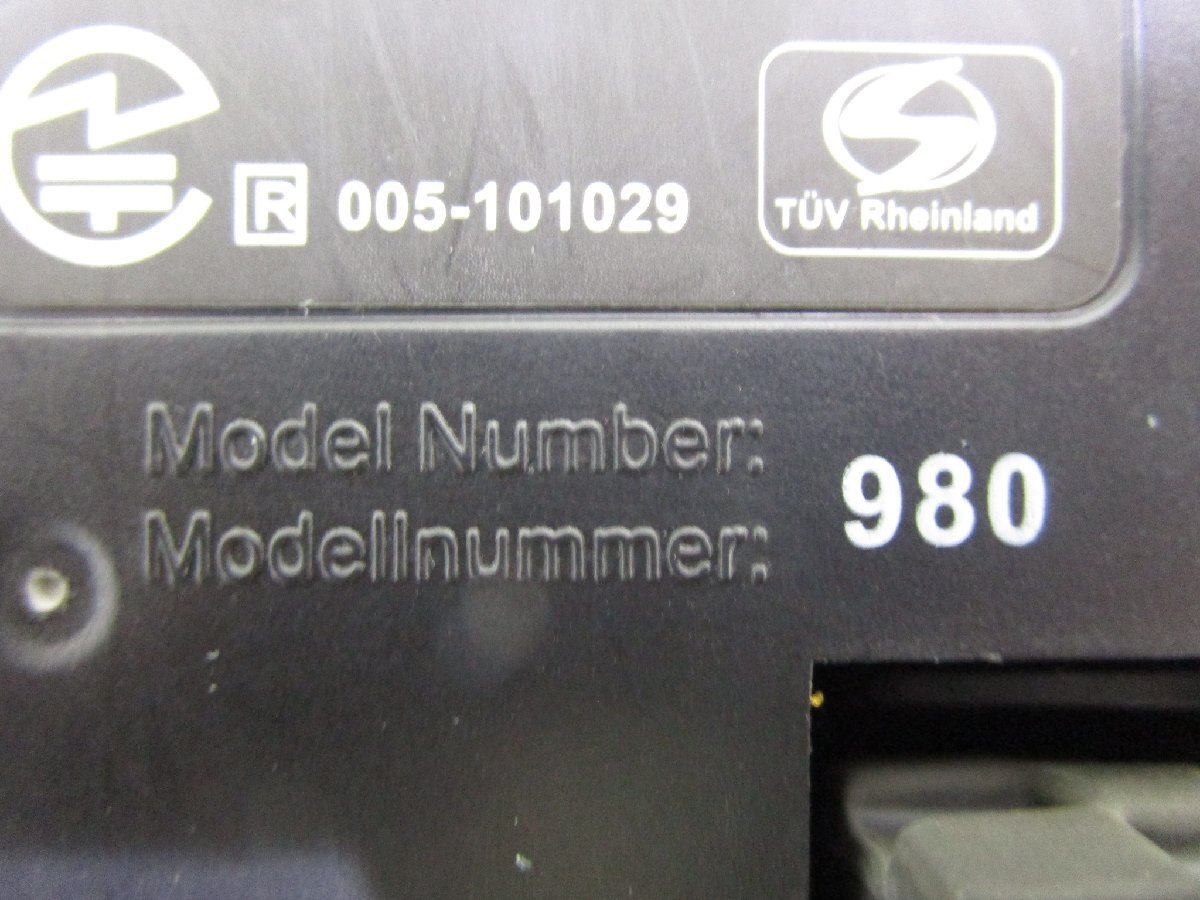 R 005-101029
TÜV Rheinland
Model Number:
Modellnummer: 980